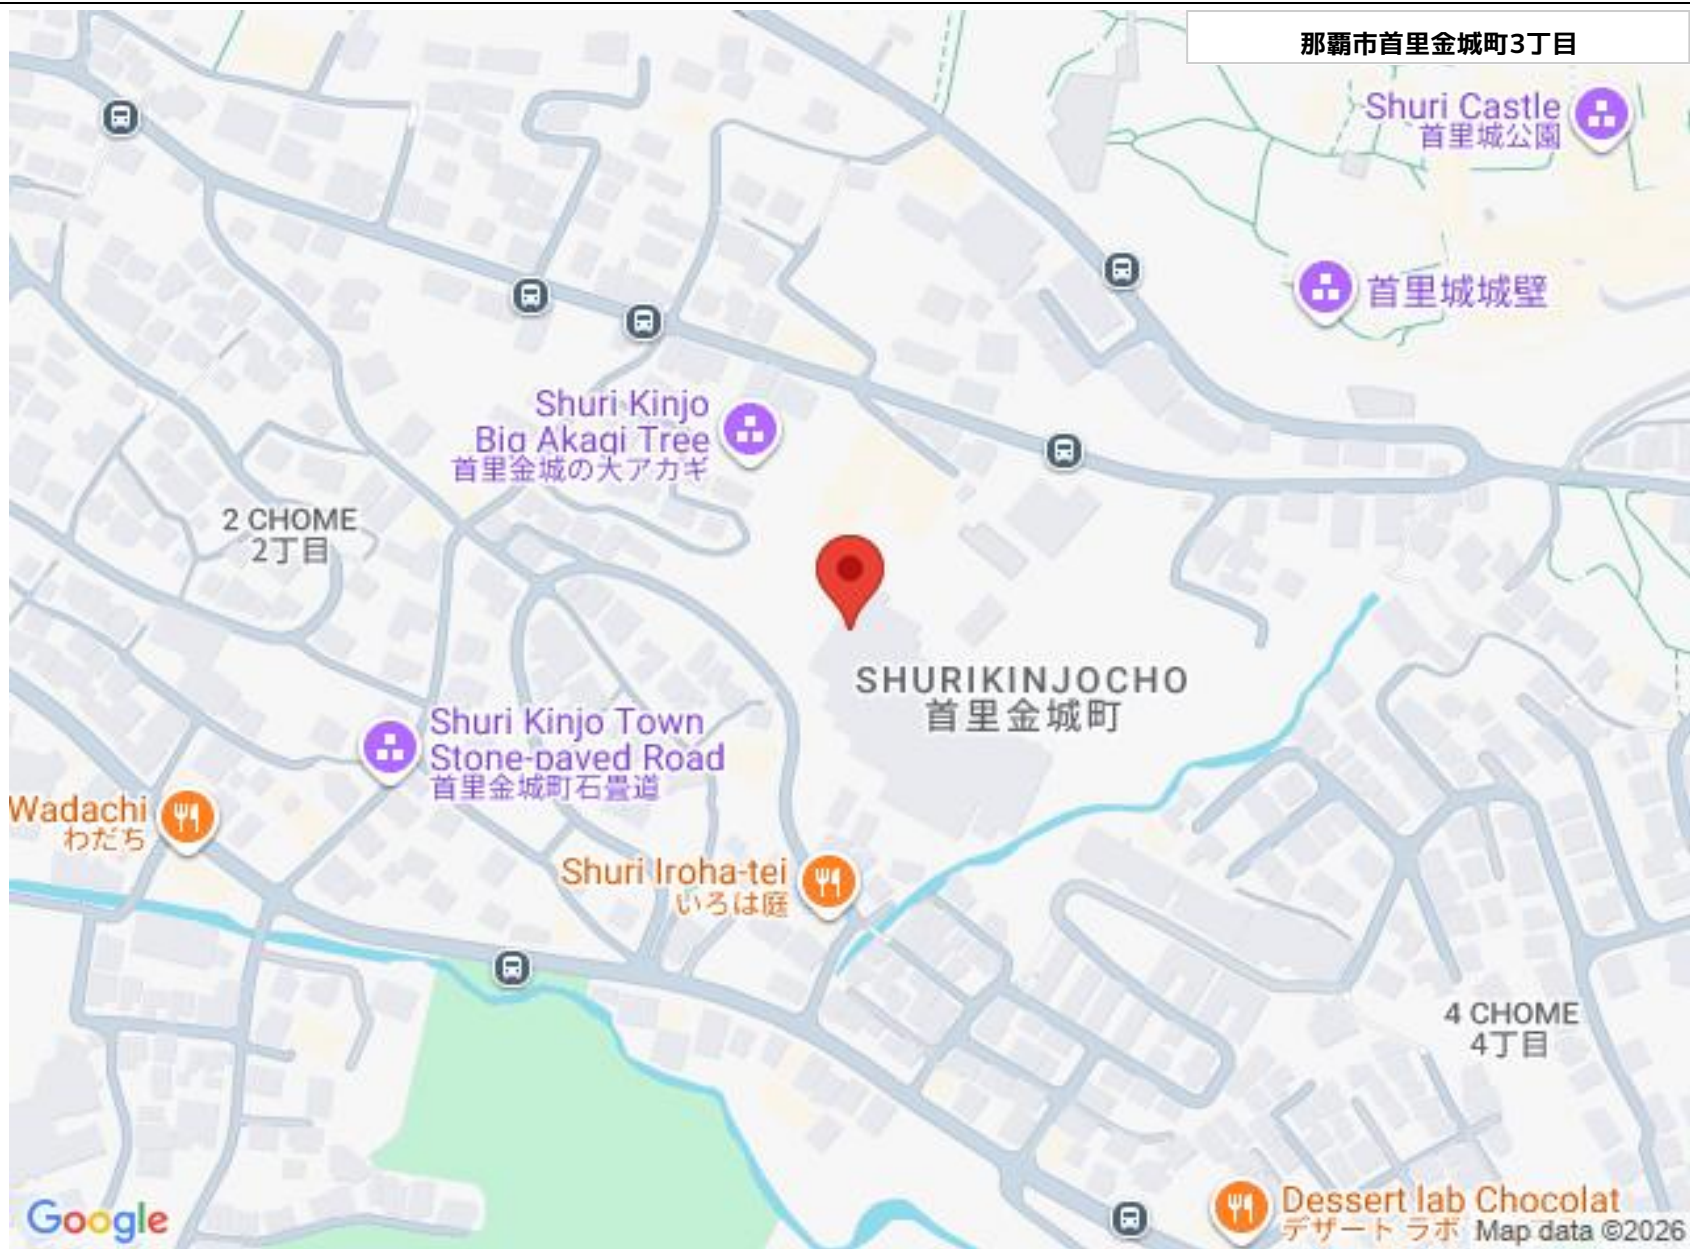 那覇市首里金城町3丁目
Shuri Castle
首里城公園
首里城城壁
Shuri Kinjo
Big Akagi Tree
首里金城の大アカギ
2 CHOME
2丁目
SHURIKINJOCHO
首里金城町
Shuri Kinjo Town
Stone-paved Road
首里金城町石畳道
Wadachi
わだち
Shuri Iroha-tei
いろは庭
4 CHOME
4丁目
Dessert lab Chocolat
デザート ラボ
Google
Map data ©2026